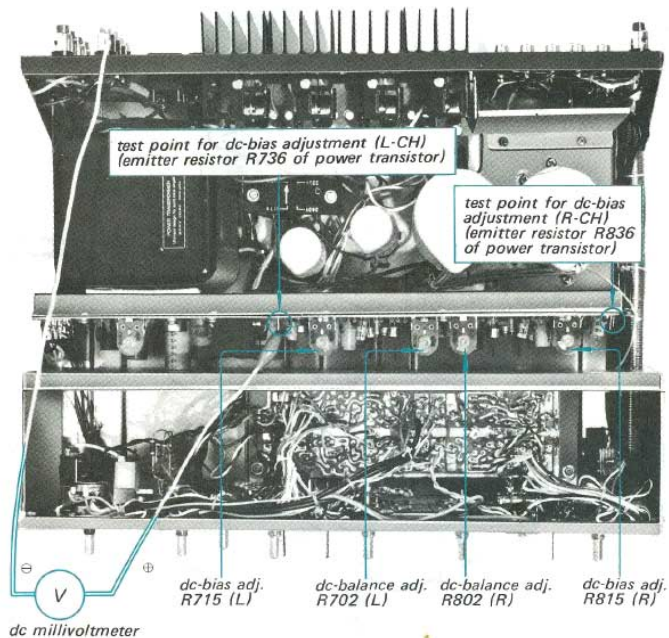 test point for dc-bias adjustment (L-CH)
(emitter resistor R736 of power transistor)
test point for dc-bias
adjustment (R-CH)
(emitter resistor R836
of power transistor)
POWER TRANSFORMER
⊖
V
⊕
dc millivoltmeter
dc-bias adj.
R715 (L)
dc-balance adj.
R702 (L)
dc-balance adj.
R802 (R)
dc-bias adj.
R815 (R)